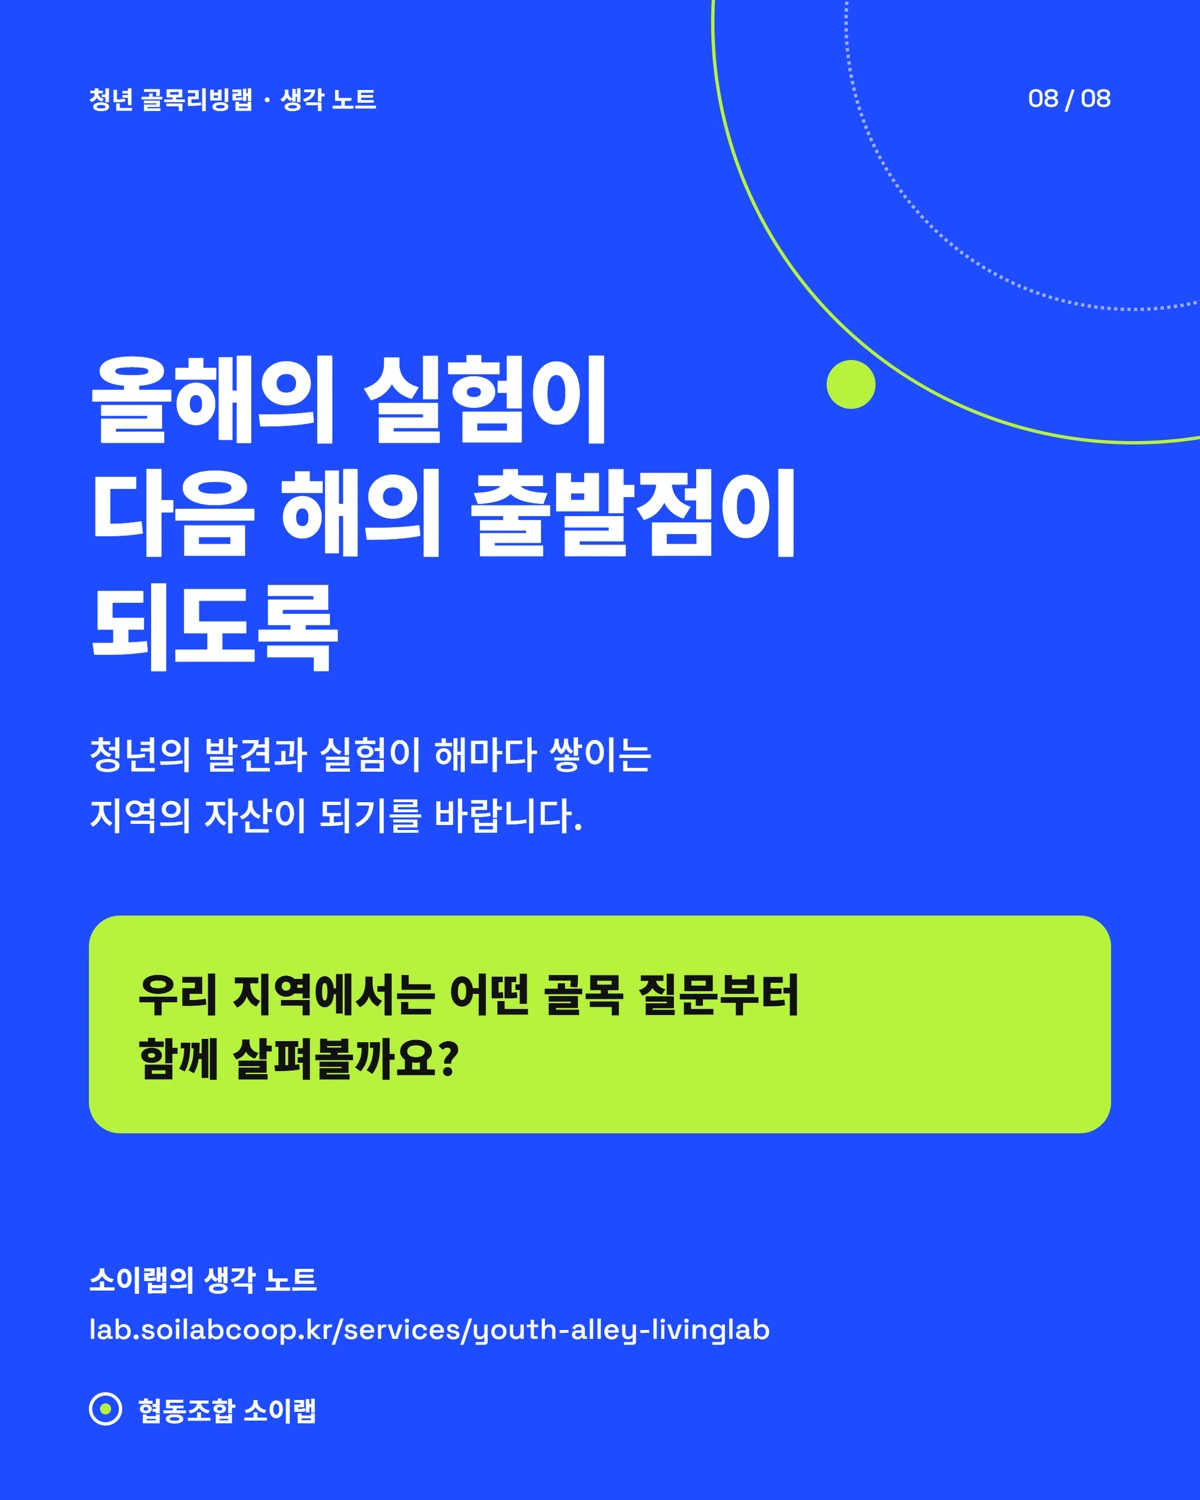 청년 골목리빙랩 · 생각 노트
08 / 08
올해의 실험이
다음 해의 출발점이
되도록
청년의 발견과 실험이 해마다 쌓이는
지역의 자산이 되기를 바랍니다.
우리 지역에서는 어떤 골목 질문부터
함께 살펴볼까요?
소이랩의 생각 노트
lab.soilabcoop.kr/services/youth-alley-livinglab
협동조합 소이랩